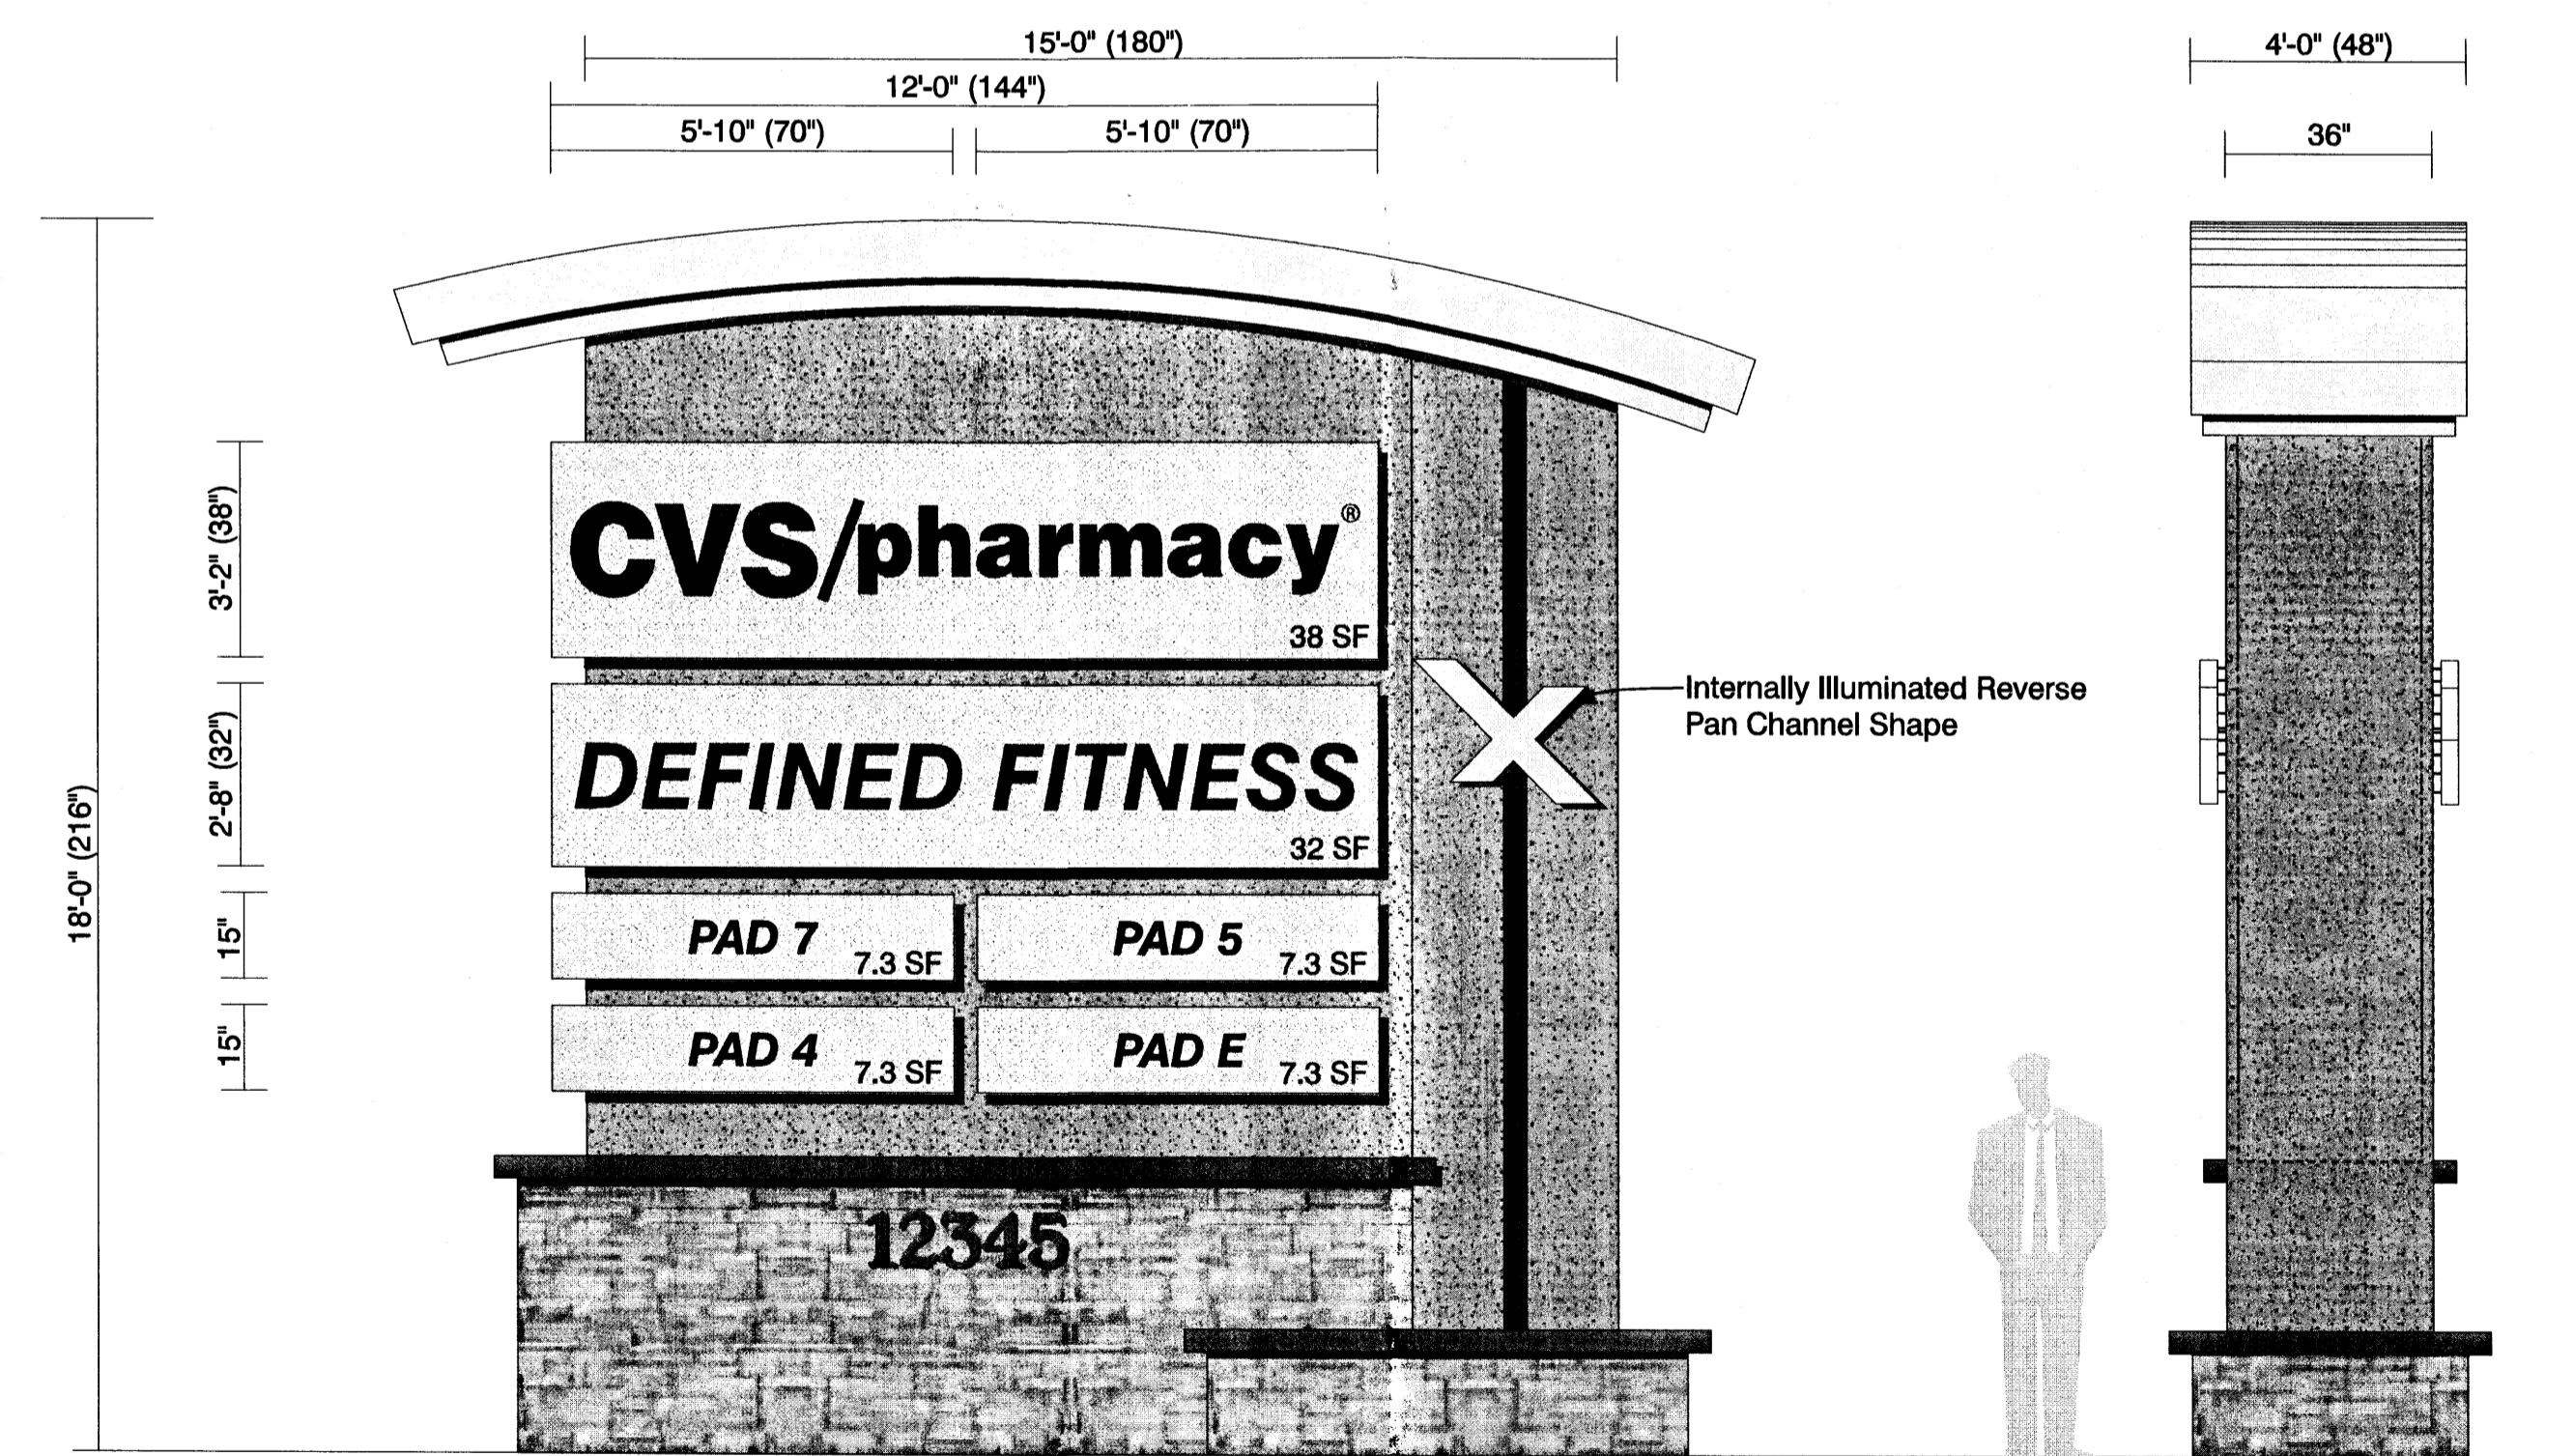 15'-0" (180")
4'-0" (48")
12'-0" (144")
5'-10" (70")
5'-10" (70")
36"
CVS/pharmacy®
38 SF
3'-2" (38")
Internally Illuminated Reverse
Pan Channel Shape
DEFINED FITNESS
32 SF
2'-8" (32")
18'-0" (216")
PAD 7
7.3 SF
PAD 5
7.3 SF
15"
PAD 4
7.3 SF
PAD E
7.3 SF
15"
12345